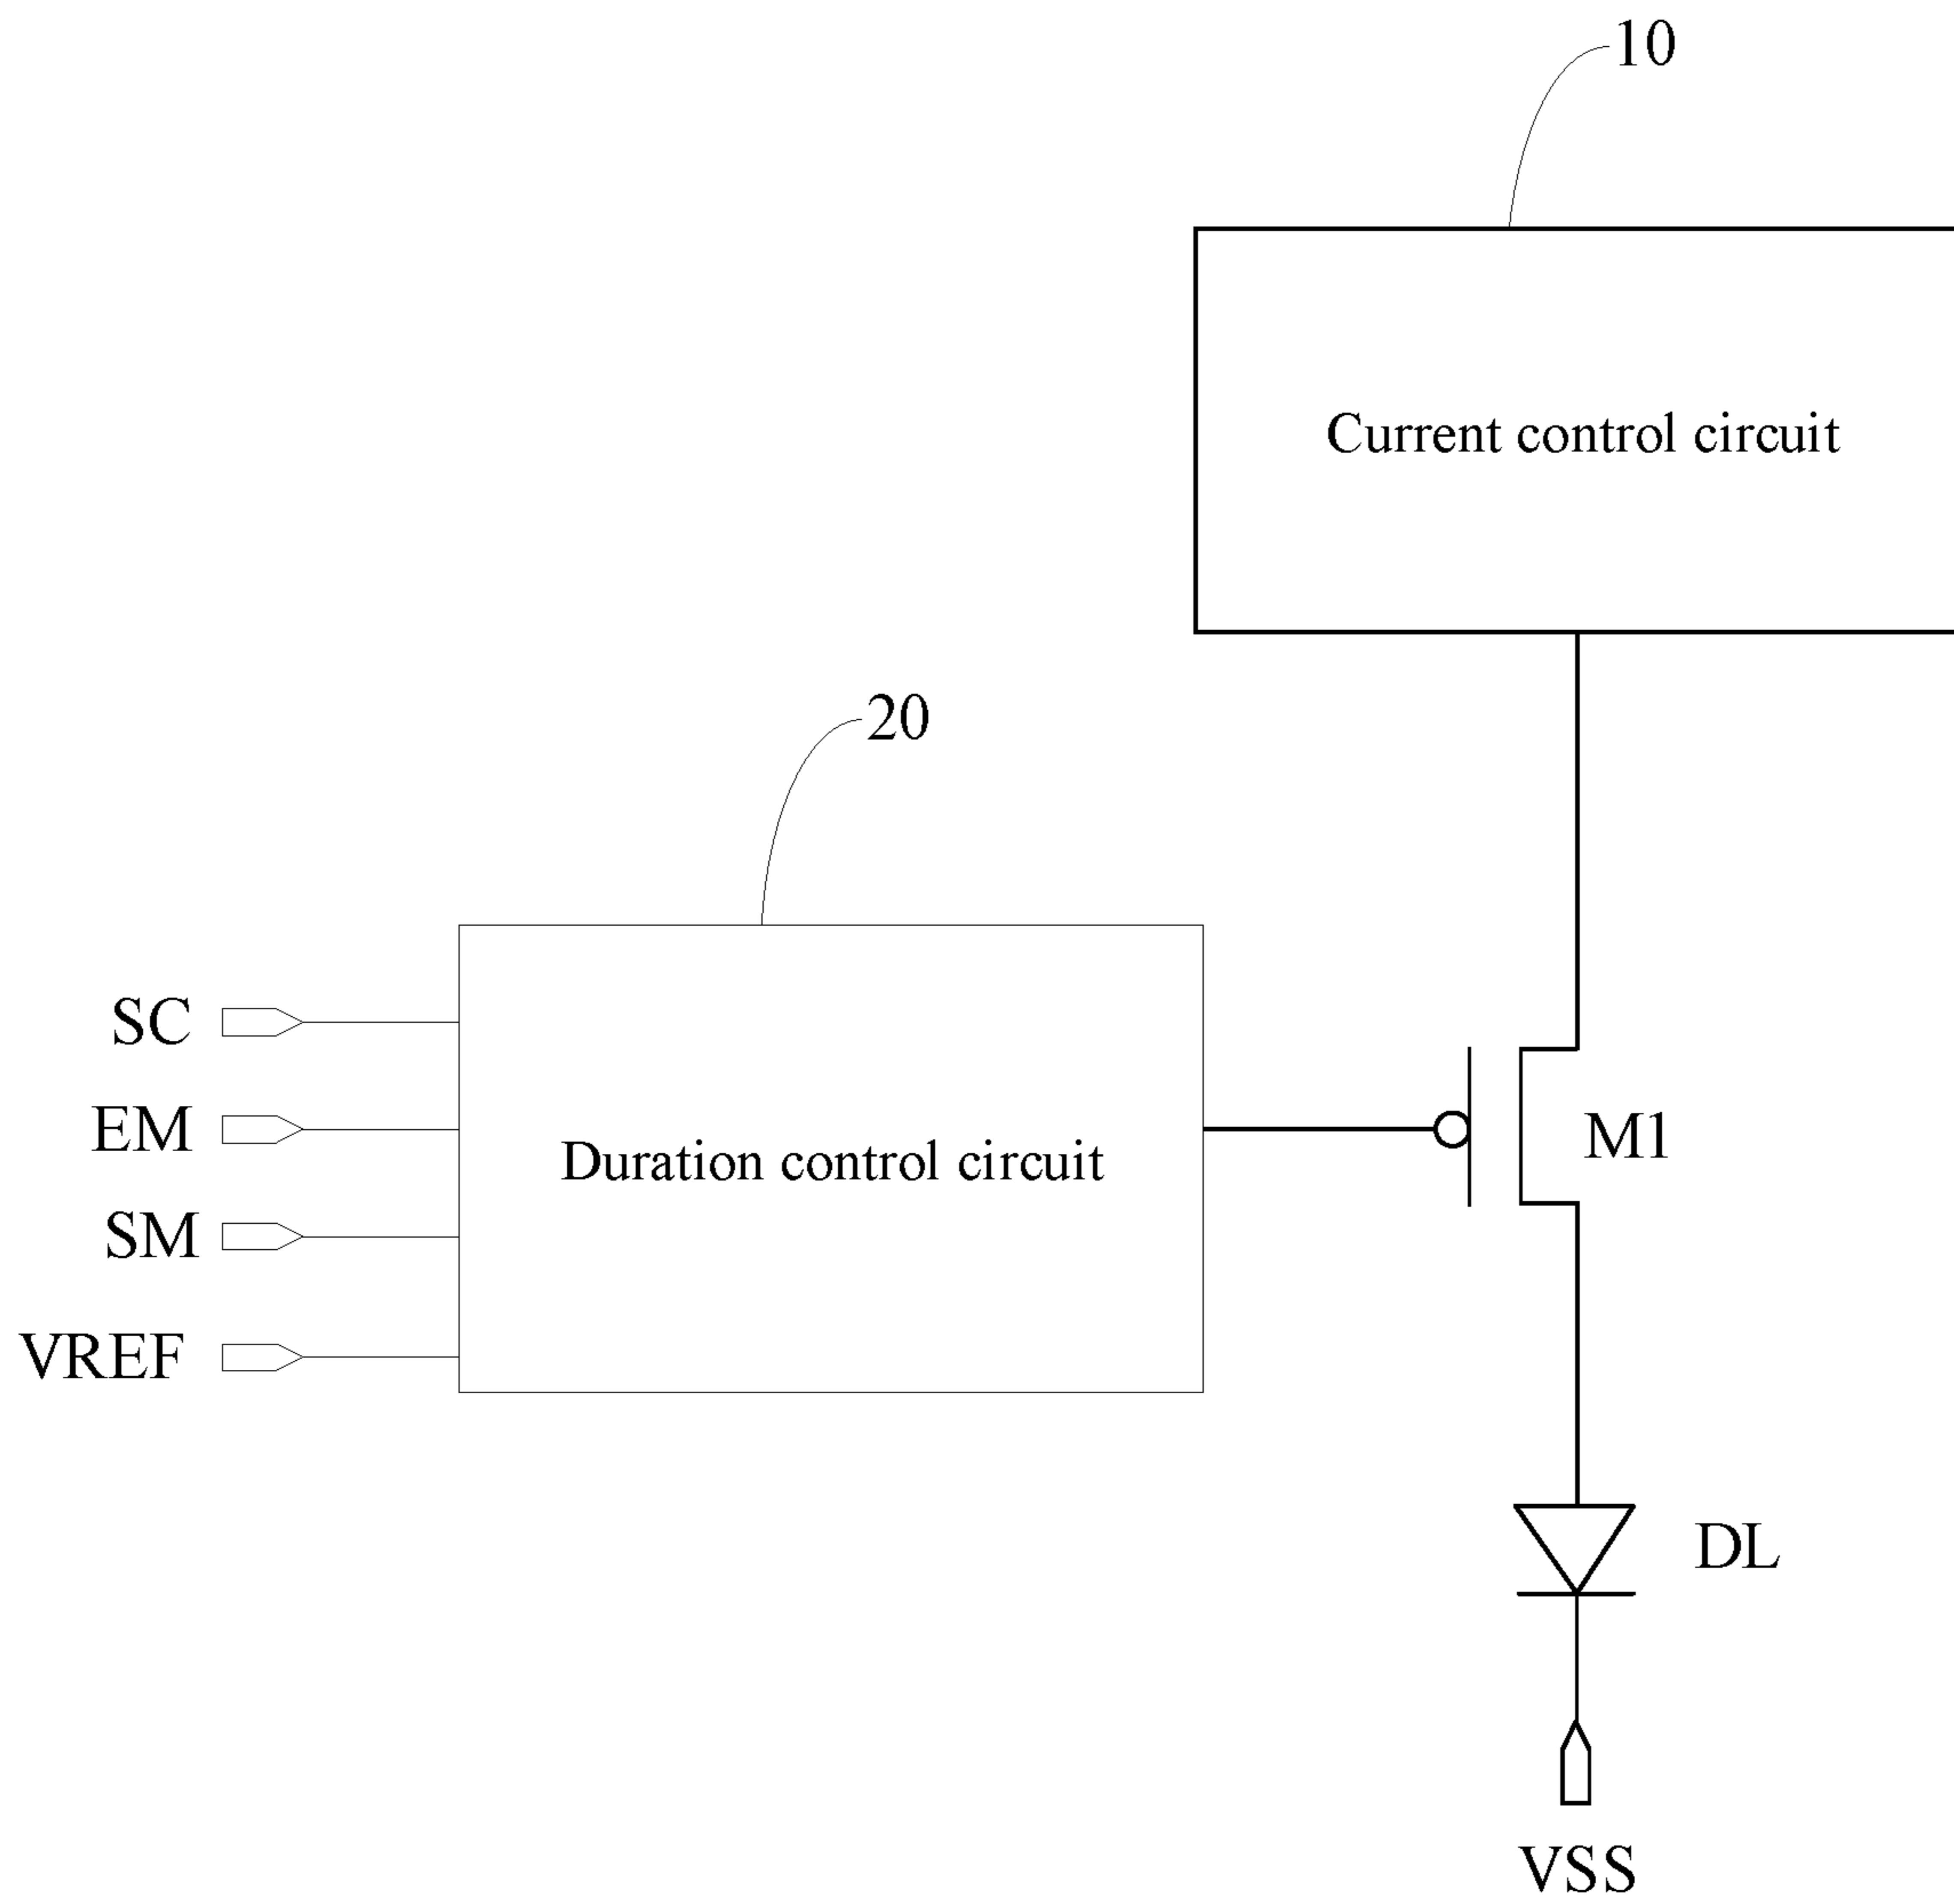 10
Current control circuit
20
SC
EM
SM
VREF
Duration control circuit
M1
DL
VSS